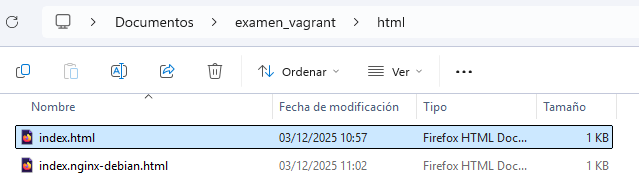 Documentos > examen_vagrant > html
Ordenar Ver ...
Nombre Fecha de modificación Tipo Tamaño
index.html 03/12/2025 10:57 Firefox HTML Doc... 1 KB
index.nginx-debian.html 03/12/2025 11:02 Firefox HTML Doc... 1 KB